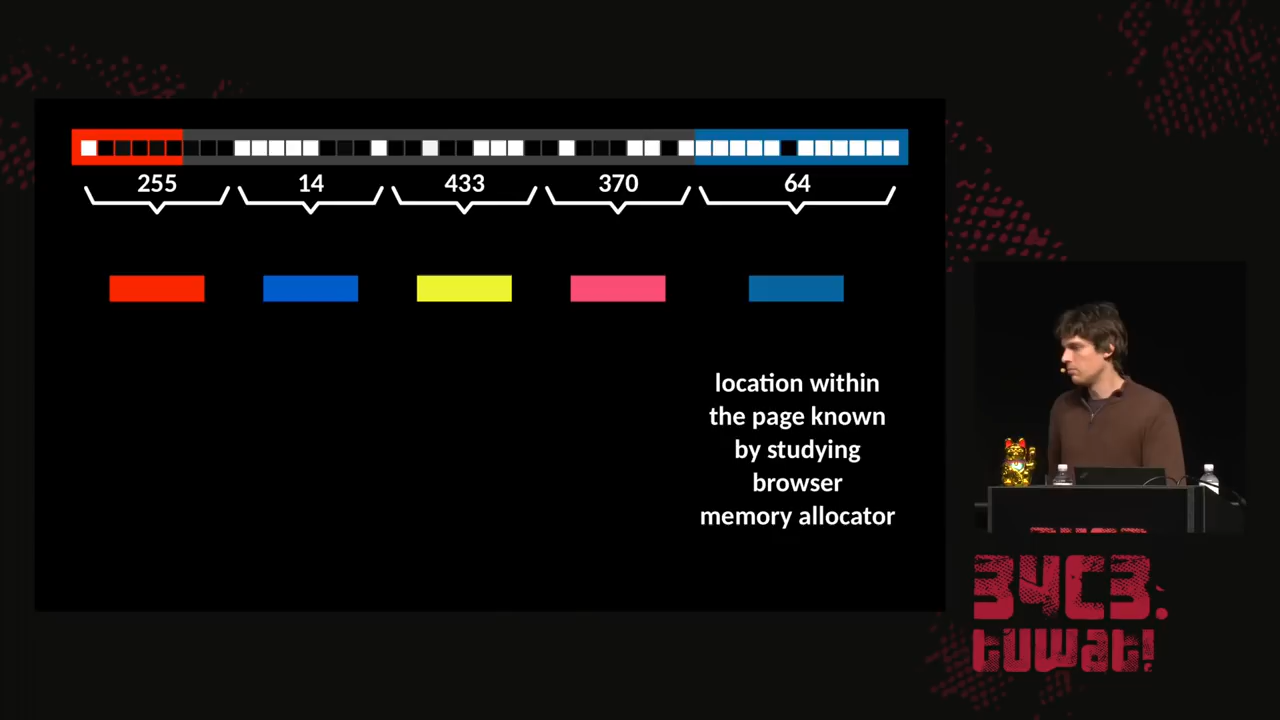 255 14 433 370 64
location within
the page known
by studying
browser
memory allocator
34C3.
tuwat!